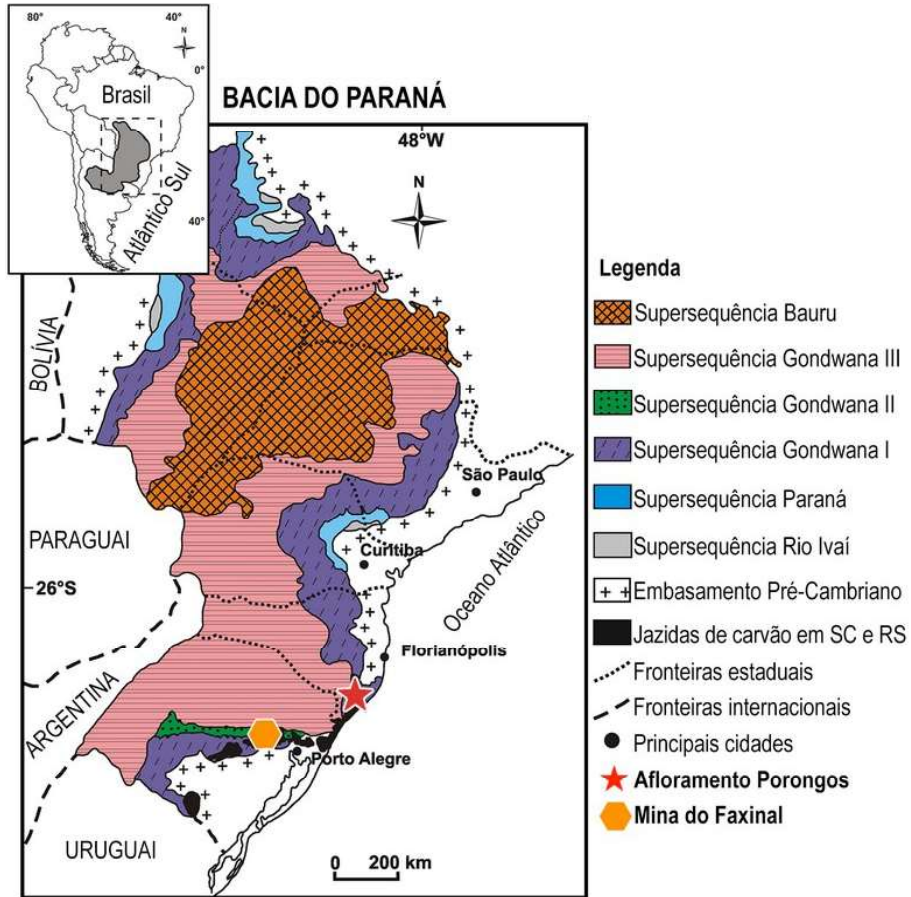 80°
40°
0°
Brasil
40°
Atlântico Sul
BACIA DO PARANÁ
48°W
N
BOLÍVIA
São Paulo
PARAGUAI
Curitiba
Oceano Atlântico
26°S
Florianópolis
ARGENTINA
Porto Alegre
URUGUAI
0 200 km
Legenda
Supersequência Bauru
Supersequência Gondwana III
Supersequência Gondwana II
Supersequência Gondwana I
Supersequência Paraná
Supersequência Rio Ivaí
Embasamento Pré-Cambriano
Jazidas de carvão em SC e RS
Fronteiras estaduais
Fronteiras internacionais
Principais cidades
Afloramento Porongos
Mina do Faxinal